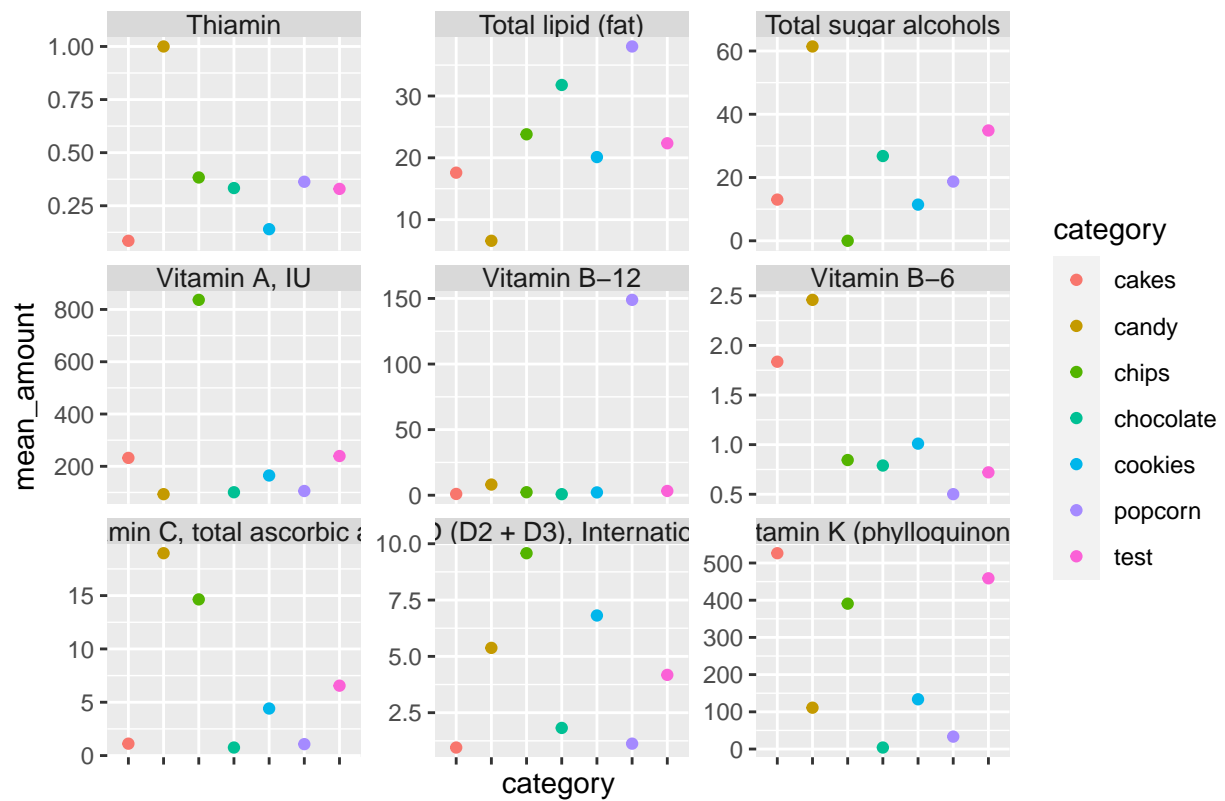 Thiamin
Total lipid (fat)
Total sugar alcohols
1.00
0.75
0.50
0.25
30
20
10
60
40
20
0
Vitamin A, IU
Vitamin B−12
Vitamin B−6
800
600
400
200
150
100
50
0
2.5
2.0
1.5
1.0
0.5
min C, total ascorbic a
D (D2 + D3), Internatio
tamin K (phylloquinon
15
10
5
0
10.0
7.5
5.0
2.5
500
400
300
200
100
0
mean_amount
category
category
cakes
candy
chips
chocolate
cookies
popcorn
test